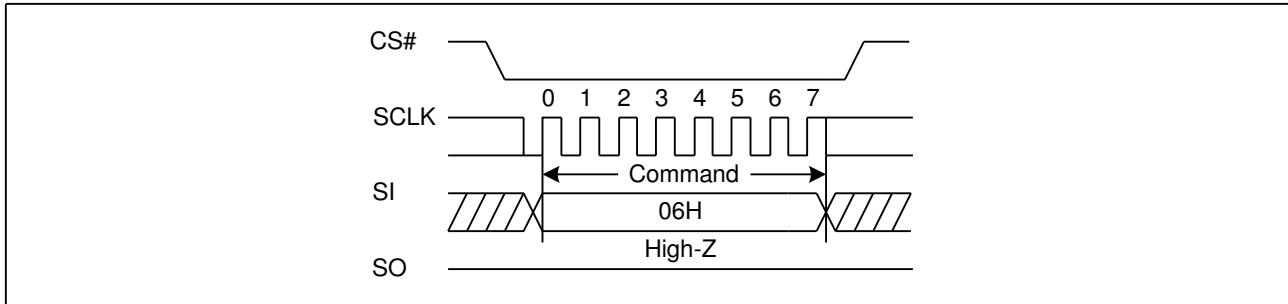 CS#
0 1 2 3 4 5 6 7
SCLK
Command
SI
06H
High-Z
SO